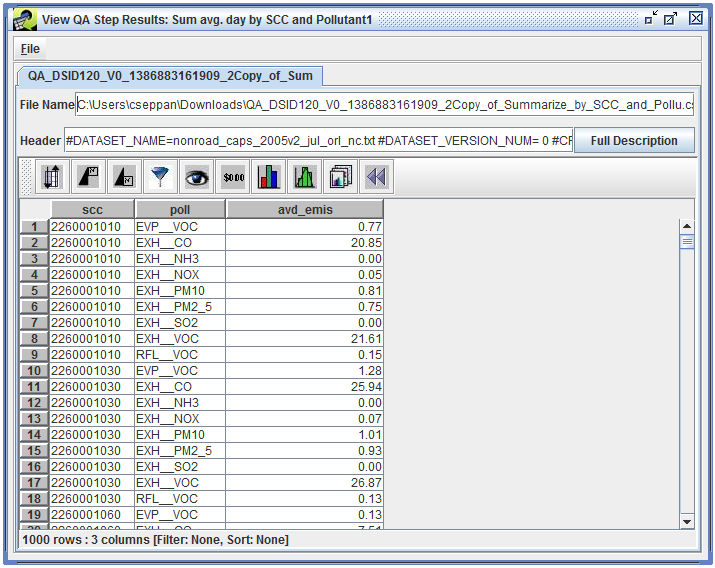 View QA Step Results: Sum avg. day by SCC and Pollutant1
File
QA_DSID120_V0_1386883161909_2Copy_of_Sum
File Name C:\Users\cseppan\Downloads\QA_DSID120_V0_1386883161909_2Copy_of_Summarize_by_SCC_and_Pollu.cs
Header #DATASET_NAME=nonroad_caps_2005v2_jul_orl_nc.txt #DATASET_VERSION_NUM= 0 #CF Full Description
$0.00
scc poll avd_emis
1 2260001010 EVP__VOC 0.77
2 2260001010 EXH__CO 20.85
3 2260001010 EXH__NH3 0.00
4 2260001010 EXH__NOX 0.05
5 2260001010 EXH__PM10 0.81
6 2260001010 EXH__PM2_5 0.75
7 2260001010 EXH__SO2 0.00
8 2260001010 EXH__VOC 21.61
9 2260001010 RFL__VOC 0.15
10 2260001030 EVP__VOC 1.28
11 2260001030 EXH__CO 25.94
12 2260001030 EXH__NH3 0.00
13 2260001030 EXH__NOX 0.07
14 2260001030 EXH__PM10 1.01
15 2260001030 EXH__PM2_5 0.93
16 2260001030 EXH__SO2 0.00
17 2260001030 EXH__VOC 26.87
18 2260001030 RFL__VOC 0.13
19 2260001060 EVP__VOC 0.13
20 2260001060 EXH__CO 7.51
1000 rows : 3 columns [Filter: None, Sort: None]